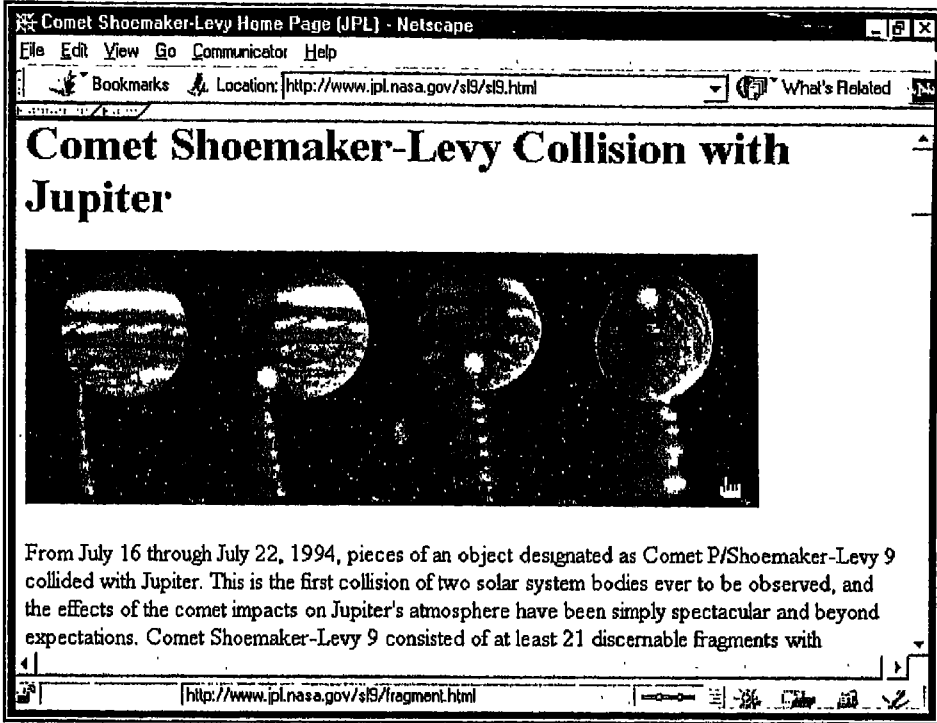 Comet Shoemaker-Levy Home Page (JPL) - Netscape
File Edit View Go Communicator Help
Bookmarks Location: http://www.jpl.nasa.gov/sl9/sl9.html What's Related
Comet Shoemaker-Levy Collision with
Jupiter
From July 16 through July 22, 1994, pieces of an object designated as Comet P/Shoemaker-Levy 9
collided with Jupiter. This is the first collision of two solar system bodies ever to be observed, and
the effects of the comet impacts on Jupiter's atmosphere have been simply spectacular and beyond
expectations. Comet Shoemaker-Levy 9 consisted of at least 21 discernable fragments with
http://www.jpl.nasa.gov/sl9/fragment.html